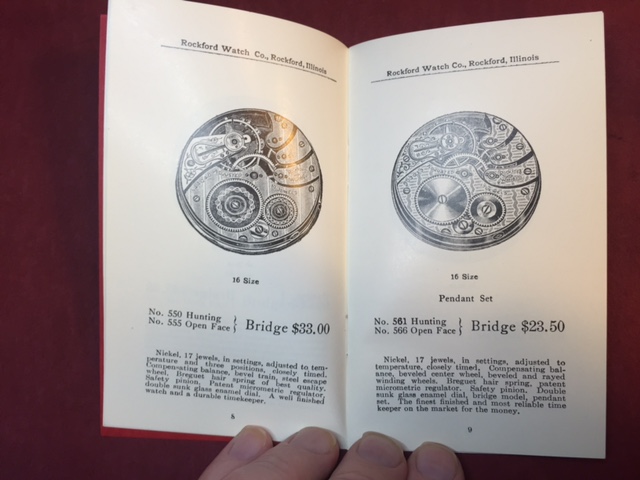 Rockford Watch Co., Rockford, Illinois
16 Size
No. 550 Hunting
No. 555 Open Face } Bridge $33.00
Nickel, 17 jewels, in settings, adjusted to tem-
perature and three positions, closely timed.
Compensating balance, bevel train, steel escape
wheel. Breguet hair spring of best quality.
Safety pinion. Patent micrometric regulator,
double sunk glass enamel dial. A well finished
watch and a durable timekeeper.
8
Rockford Watch Co., Rockford, Illinois
16 Size
Pendant Set
No. 561 Hunting
No. 566 Open Face } Bridge $23.50
Nickel, 17 jewels, in settings, adjusted to
temperature, closely timed. Compensating bal-
ance, beveled center wheel, beveled and rayed
winding wheels. Breguet hair spring, patent
micrometric regulator. Safety pinion. Double
sunk glass enamel dial, bridge model, pendant
set. The finest finished and most reliable time
keeper on the market for the money.
9